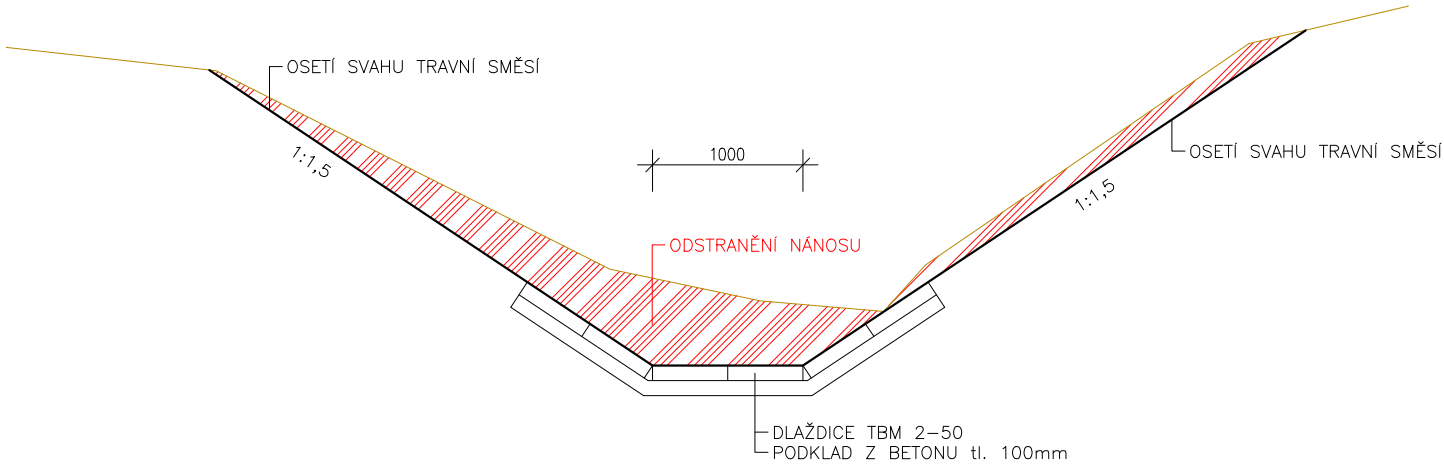 OSETÍ SVAHU TRAVNÍ SMĚSÍ
1:1,5
1000
OSETÍ SVAHU TRAVNÍ SMĚSÍ
1:1,5
ODSTRANĚNÍ NÁNOSU
DLAŽDICE TBM 2-50
PODKLAD Z BETONU tl. 100mm